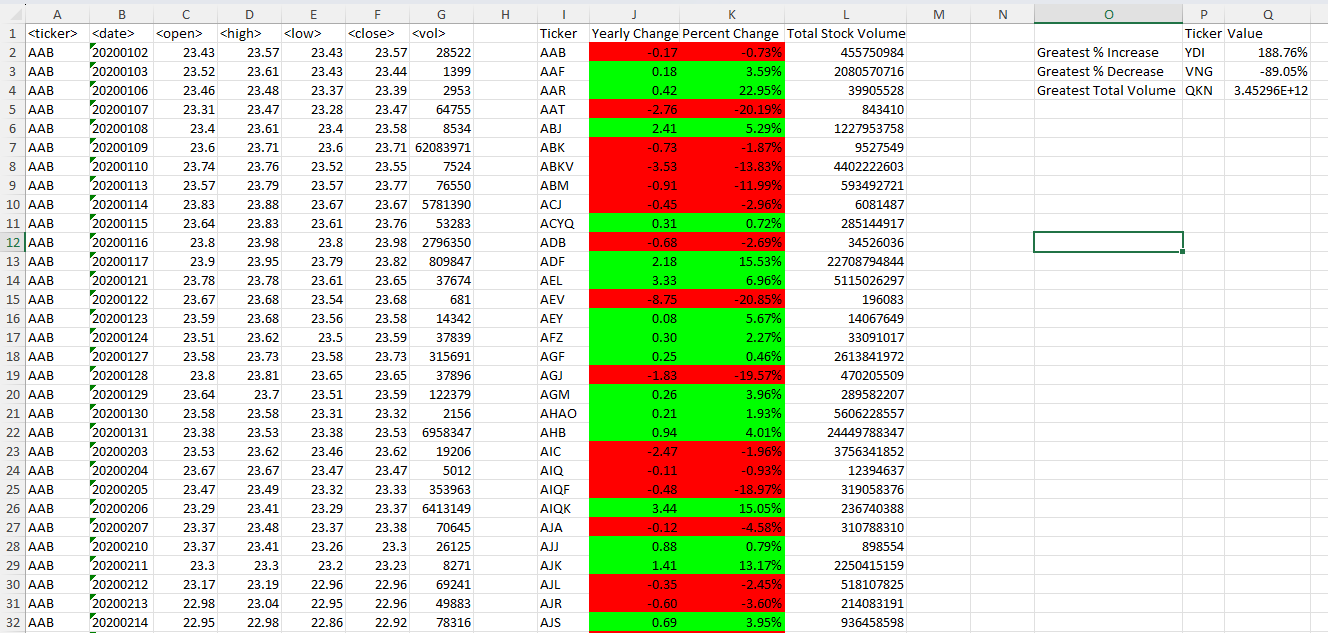 A B C D E F G H I J K L M N O P Q
1 <ticker> <date> <open> <high> <low> <close> <vol> Ticker Yearly Change Percent Change Total Stock Volume Ticker Value
2 AAB 20200102 23.43 23.57 23.43 23.57 28522 AAB -0.17 -0.73% 455750984 Greatest % Increase YDI 188.76%
3 AAB 20200103 23.52 23.61 23.43 23.44 1399 AAF 0.18 3.59% 2080570716 Greatest % Decrease VNG -89.05%
4 AAB 20200106 23.46 23.48 23.37 23.39 2953 AAR 0.42 22.95% 39905528 Greatest Total Volume QKN 3.45296E+12
5 AAB 20200107 23.31 23.47 23.28 23.47 64755 AAT -2.76 -20.19% 843410
6 AAB 20200108 23.4 23.61 23.4 23.58 8534 ABJ 2.41 5.29% 1227953758
7 AAB 20200109 23.6 23.71 23.6 23.71 62083971 ABK -0.73 -1.87% 9527549
8 AAB 20200110 23.74 23.76 23.52 23.55 7524 ABKV -3.53 -13.83% 4402222603
9 AAB 20200113 23.57 23.79 23.57 23.77 76550 ABM -0.91 -11.99% 593492721
10 AAB 20200114 23.83 23.88 23.67 23.67 5781390 ACJ -0.45 -2.96% 6081487
11 AAB 20200115 23.64 23.83 23.61 23.76 53283 ACYQ 0.31 0.72% 285144917
12 AAB 20200116 23.8 23.98 23.8 23.98 2796350 ADB -0.68 -2.69% 34526036
13 AAB 20200117 23.9 23.95 23.79 23.82 809847 ADF 2.18 15.53% 22708794844
14 AAB 20200121 23.78 23.78 23.61 23.65 37674 AEL 3.33 6.96% 5115026297
15 AAB 20200122 23.67 23.68 23.54 23.68 681 AEV -8.75 -20.85% 196083
16 AAB 20200123 23.59 23.68 23.56 23.58 14342 AEY 0.08 5.67% 14067649
17 AAB 20200124 23.51 23.62 23.5 23.59 37839 AFZ 0.30 2.27% 33091017
18 AAB 20200127 23.58 23.73 23.58 23.73 315691 AGF 0.25 0.46% 2613841972
19 AAB 20200128 23.8 23.81 23.65 23.65 37896 AGJ -1.83 -19.57% 470205509
20 AAB 20200129 23.64 23.7 23.51 23.59 122379 AGM 0.26 3.96% 289582207
21 AAB 20200130 23.58 23.58 23.31 23.32 2156 AHAO 0.21 1.93% 5606228557
22 AAB 20200131 23.38 23.53 23.38 23.53 6958347 AHB 0.94 4.01% 24449788347
23 AAB 20200203 23.53 23.62 23.46 23.62 19206 AIC -2.47 -1.96% 3756341852
24 AAB 20200204 23.67 23.67 23.47 23.47 5012 AIQ -0.11 -0.93% 12394637
25 AAB 20200205 23.47 23.49 23.32 23.33 353963 AIQF -0.48 -18.97% 319058376
26 AAB 20200206 23.29 23.41 23.29 23.37 6413149 AIQK 3.44 15.05% 236740388
27 AAB 20200207 23.37 23.48 23.37 23.38 70645 AJA -0.12 -4.58% 310788310
28 AAB 20200210 23.37 23.41 23.26 23.3 26125 AJJ 0.88 0.79% 898554
29 AAB 20200211 23.3 23.3 23.2 23.23 8271 AJK 1.41 13.17% 2250415159
30 AAB 20200212 23.17 23.19 22.96 22.96 69241 AJL -0.35 -2.45% 518107825
31 AAB 20200213 22.98 23.04 22.95 22.96 49883 AJR -0.60 -3.60% 214083191
32 AAB 20200214 22.95 22.98 22.86 22.92 78316 AJS 0.69 3.95% 936458598